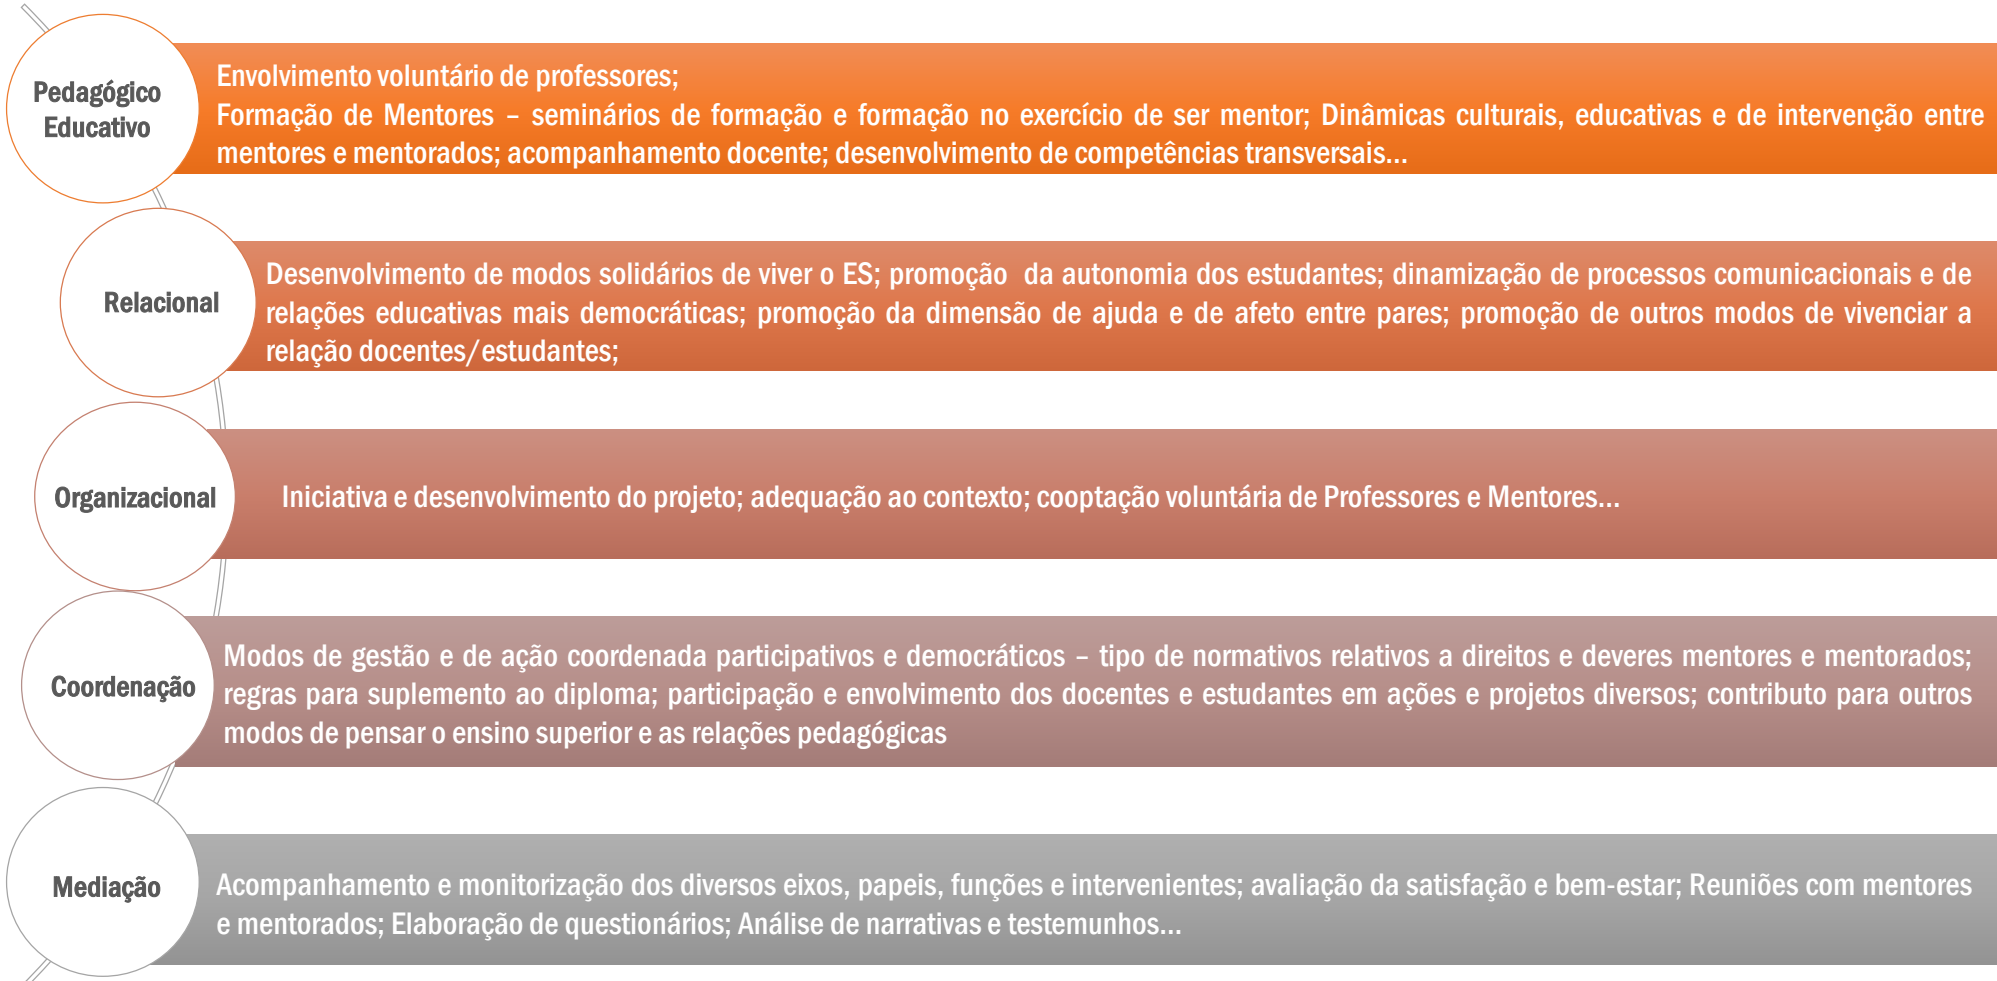 Pedagógico
Educativo
Envolvimento voluntário de professores;
Formação de Mentores – seminários de formação e formação no exercício de ser mentor; Dinâmicas culturais, educativas e de intervenção entre
mentores e mentorados; acompanhamento docente; desenvolvimento de competências transversais...
Relacional
Desenvolvimento de modos solidários de viver o ES; promoção da autonomia dos estudantes; dinamização de processos comunicacionais e de
relações educativas mais democráticas; promoção da dimensão de ajuda e de afeto entre pares; promoção de outros modos de vivenciar a
relação docentes/estudantes;
Organizacional
Iniciativa e desenvolvimento do projeto; adequação ao contexto; cooptação voluntária de Professores e Mentores...
Coordenação
Modos de gestão e de ação coordenada participativos e democráticos – tipo de normativos relativos a direitos e deveres mentores e mentorados;
regras para suplemento ao diploma; participação e envolvimento dos docentes e estudantes em ações e projetos diversos; contributo para outros
modos de pensar o ensino superior e as relações pedagógicas
Mediação
Acompanhamento e monitorização dos diversos eixos, papeis, funções e intervenientes; avaliação da satisfação e bem-estar; Reuniões com mentores
e mentorados; Elaboração de questionários; Análise de narrativas e testemunhos...